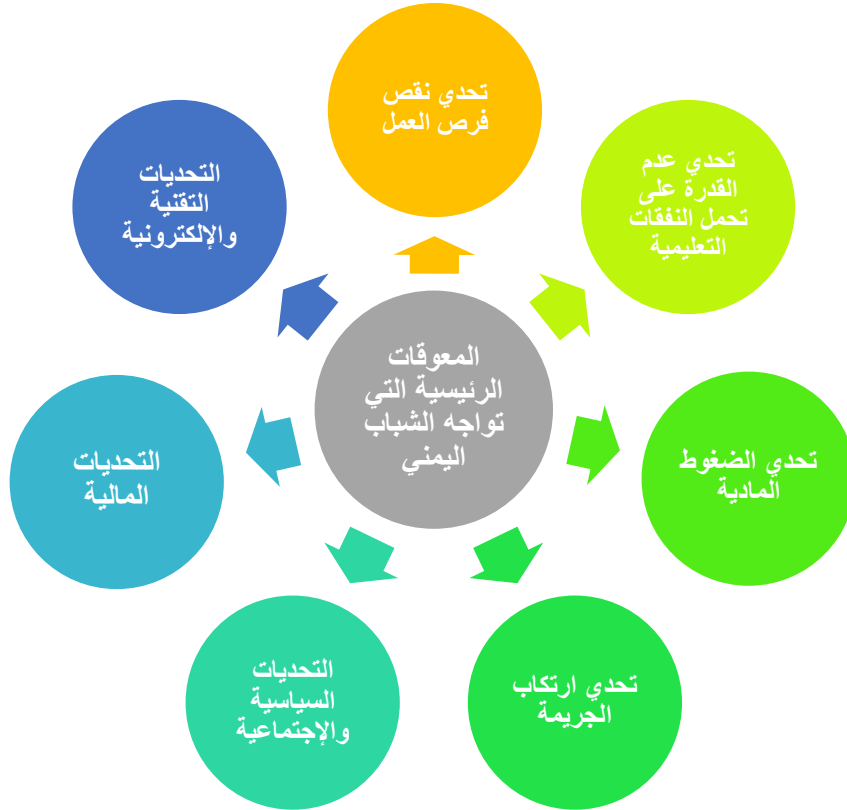 تحدي نقص
فرص العمل
تحدي عدم
القدرة على
تحمل النفقات
التعليمية
تحدي الضغوط
المادية
تحدي ارتكاب
الجريمة
التحديات
السياسية
والإجتماعية
التحديات
المالية
التحديات
التقنية
والإلكترونية
المعوقات
الرئيسية التي
تواجه الشباب
اليمني